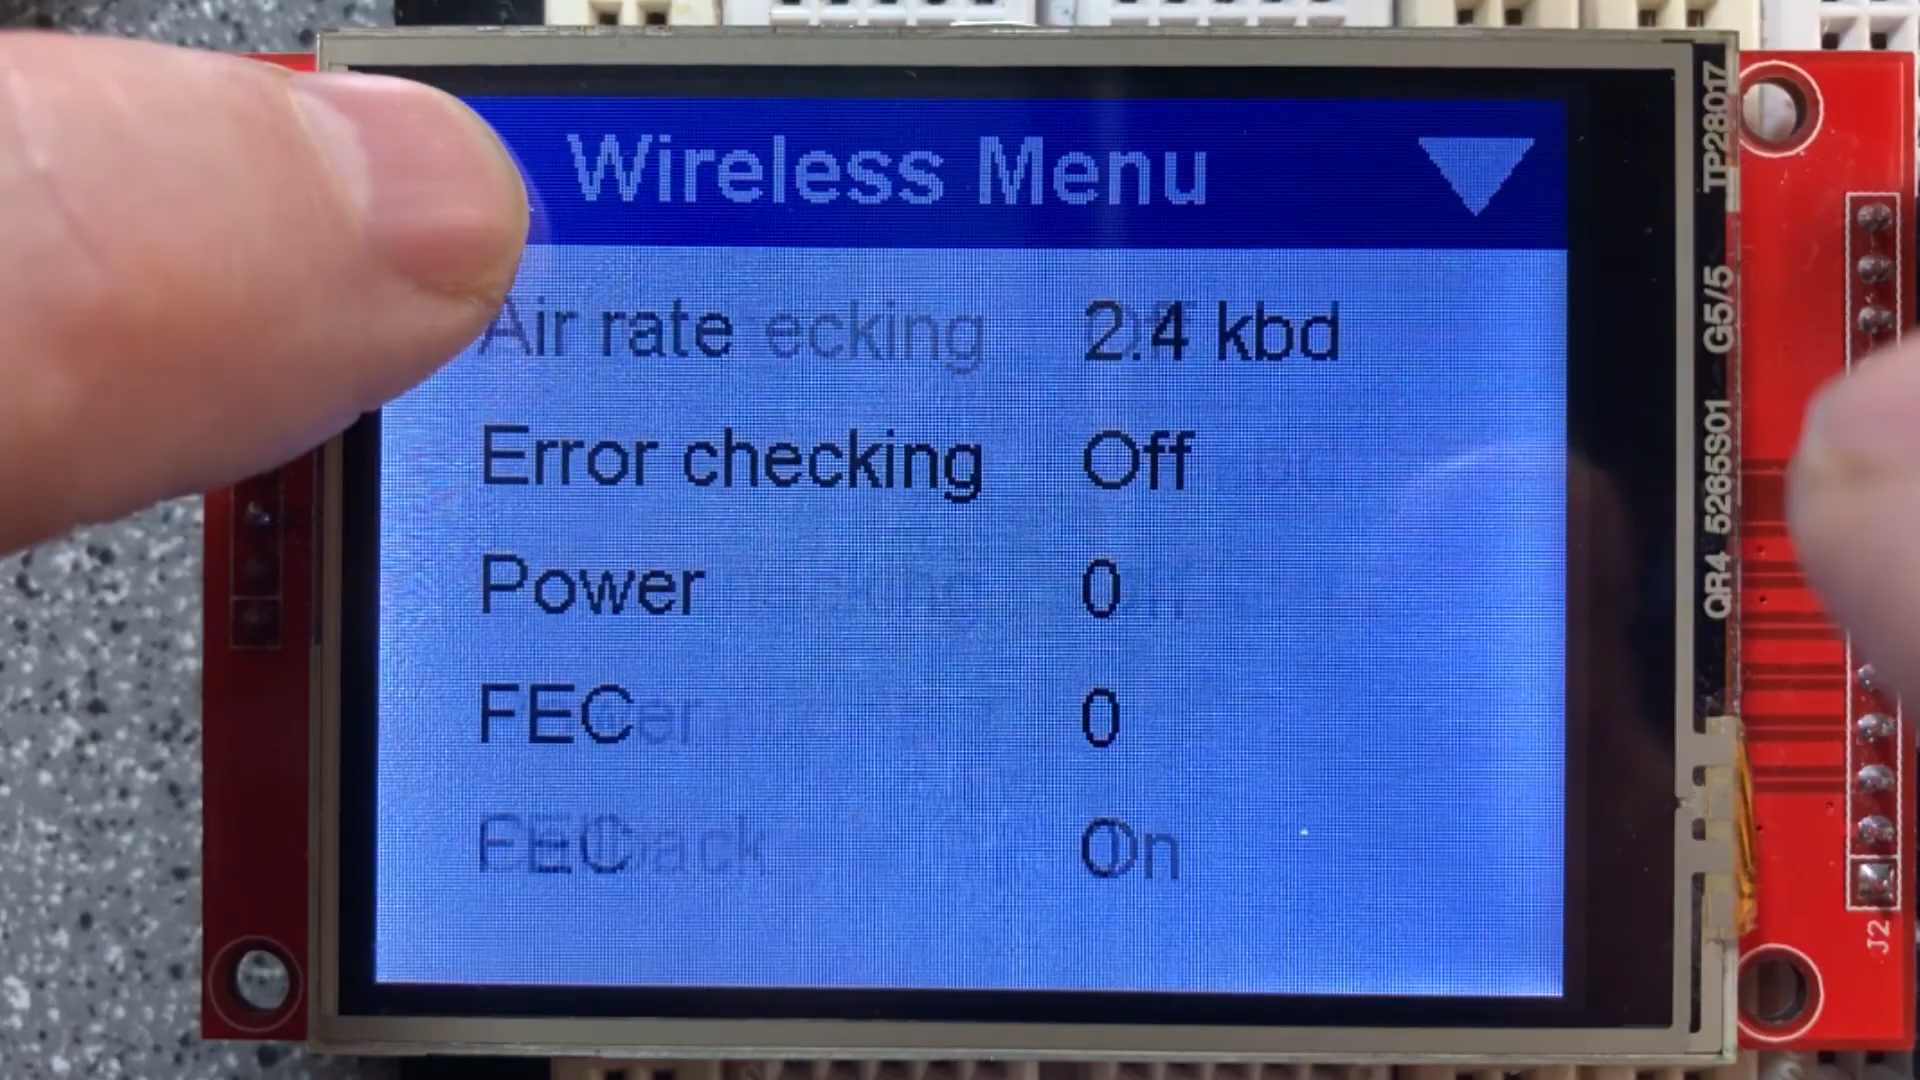 Wireless Menu
Air rate 2.4 kbd
Error checking Off
Power 0
FEC 0
FEC On
TP28017
G5/5
QR4 5265S01
J2